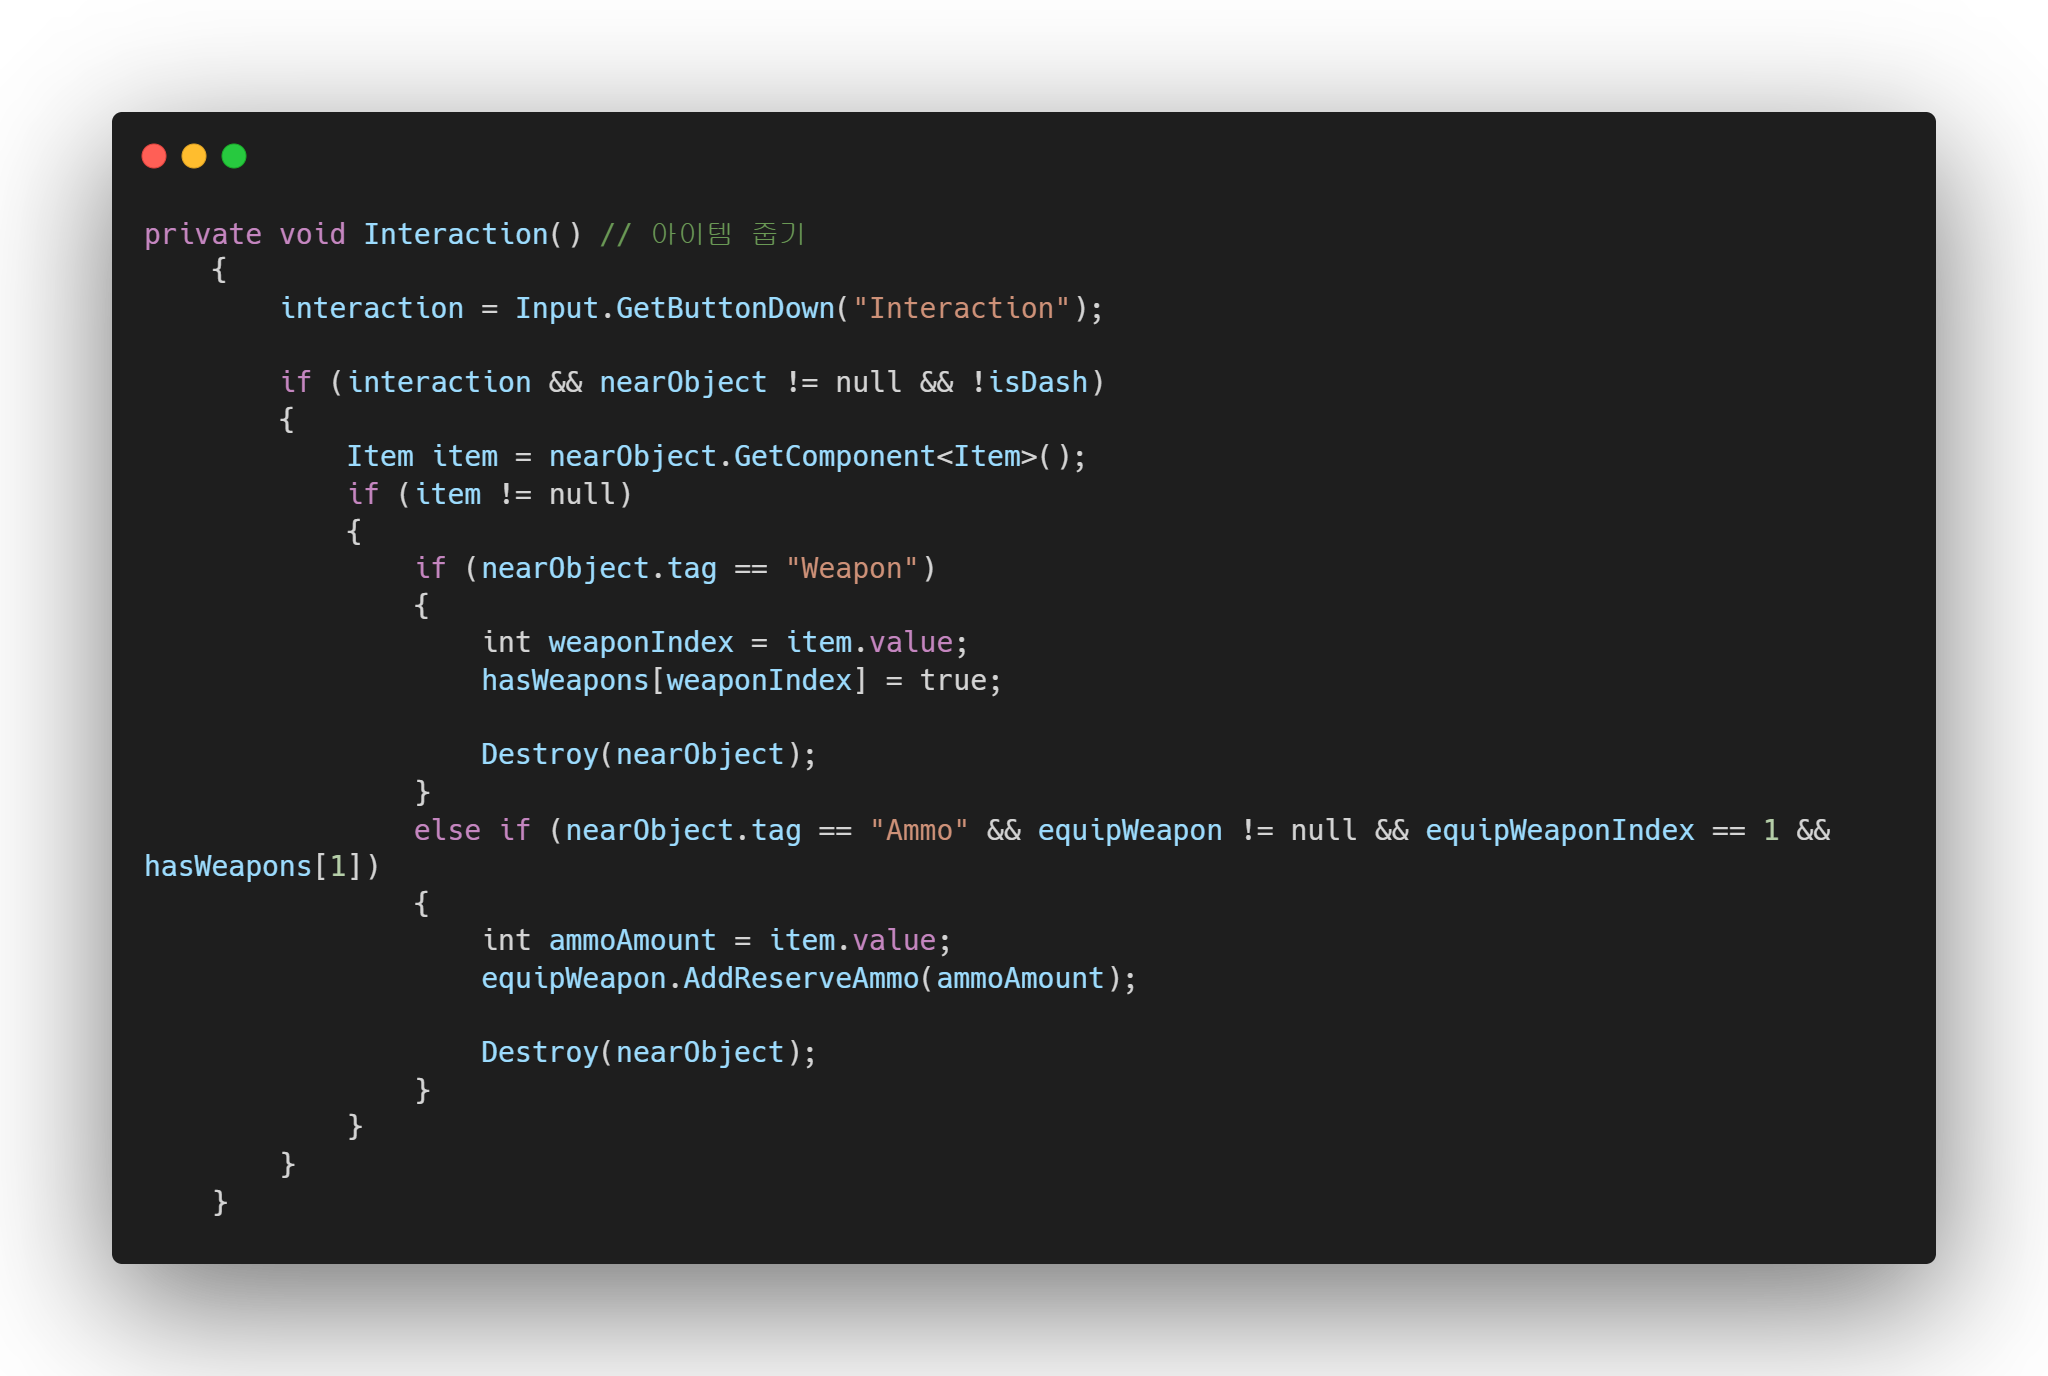 private void Interaction() // 아이템 줍기
    {
        interaction = Input.GetButtonDown("Interaction");

        if (interaction && nearObject != null && !isDash)
        {
            Item item = nearObject.GetComponent<Item>();
            if (item != null)
            {
                if (nearObject.tag == "Weapon")
                {
                    int weaponIndex = item.value;
                    hasWeapons[weaponIndex] = true;

                    Destroy(nearObject);
                }
                else if (nearObject.tag == "Ammo" && equipWeapon != null && equipWeaponIndex == 1 &&
hasWeapons[1])
                {
                    int ammoAmount = item.value;
                    equipWeapon.AddReserveAmmo(ammoAmount);

                    Destroy(nearObject);
                }
            }
        }
    }